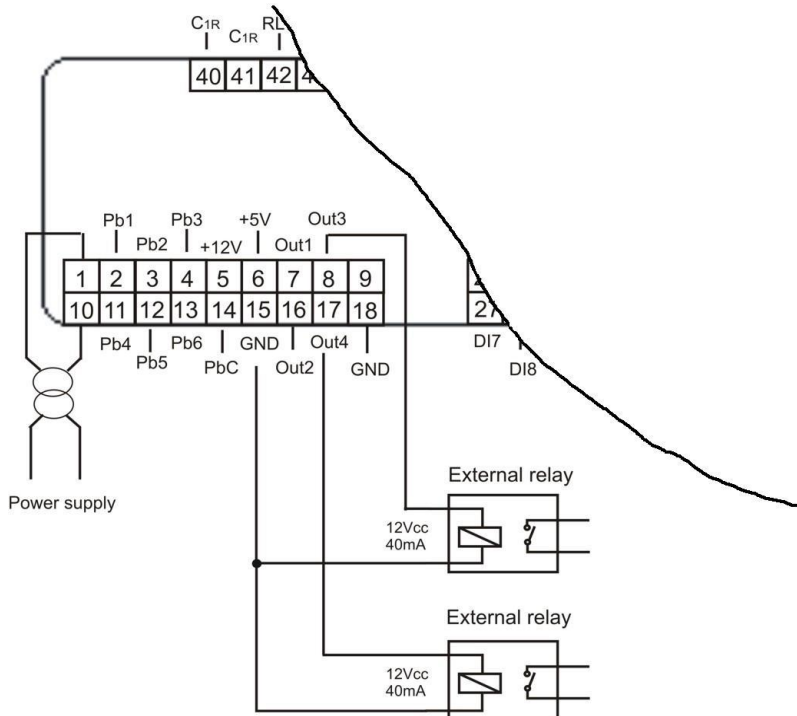 C1R C1R RL
40 41 42 4
Pb1 Pb2 Pb3 +12V +5V Out1 Out3
1 2 3 4 5 6 7 8 9
10 11 12 13 14 15 16 17 18
27
Pb4 Pb5 Pb6 PbC GND Out2 Out4 GND
DI7
DI8
Power supply
External relay
12Vcc
40mA
External relay
12Vcc
40mA